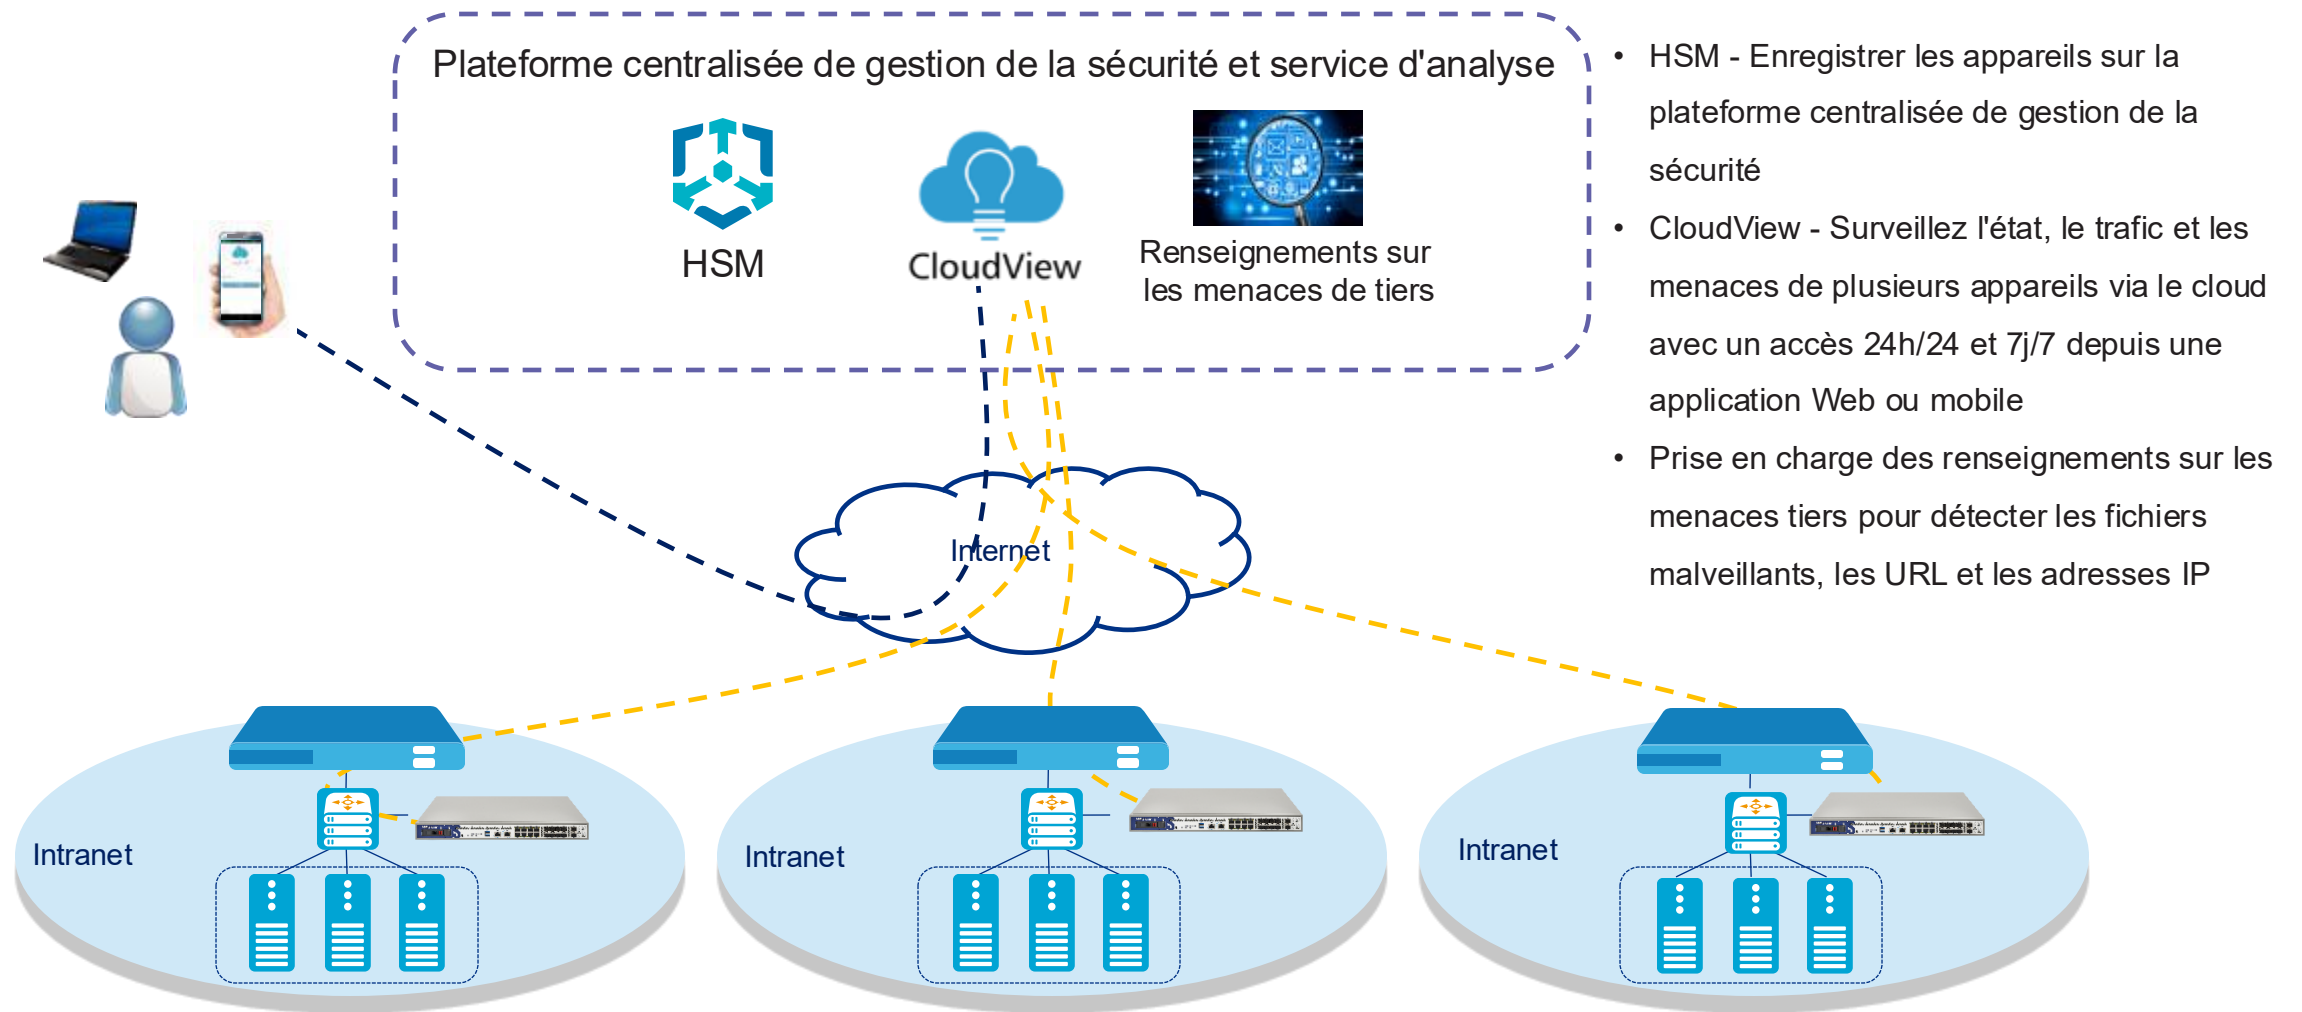 Plateforme centralisée de gestion de la sécurité et service d'analyse
HSM
CloudView
Renseignements sur
les menaces de tiers
• HSM - Enregistrer les appareils sur la
plateforme centralisée de gestion de la
sécurité
• CloudView - Surveillez l'état, le trafic et les
menaces de plusieurs appareils via le cloud
avec un accès 24h/24 et 7j/7 depuis une
application Web ou mobile
• Prise en charge des renseignements sur les
menaces tiers pour détecter les fichiers
malveillants, les URL et les adresses IP
Internet
Intranet
Intranet
Intranet